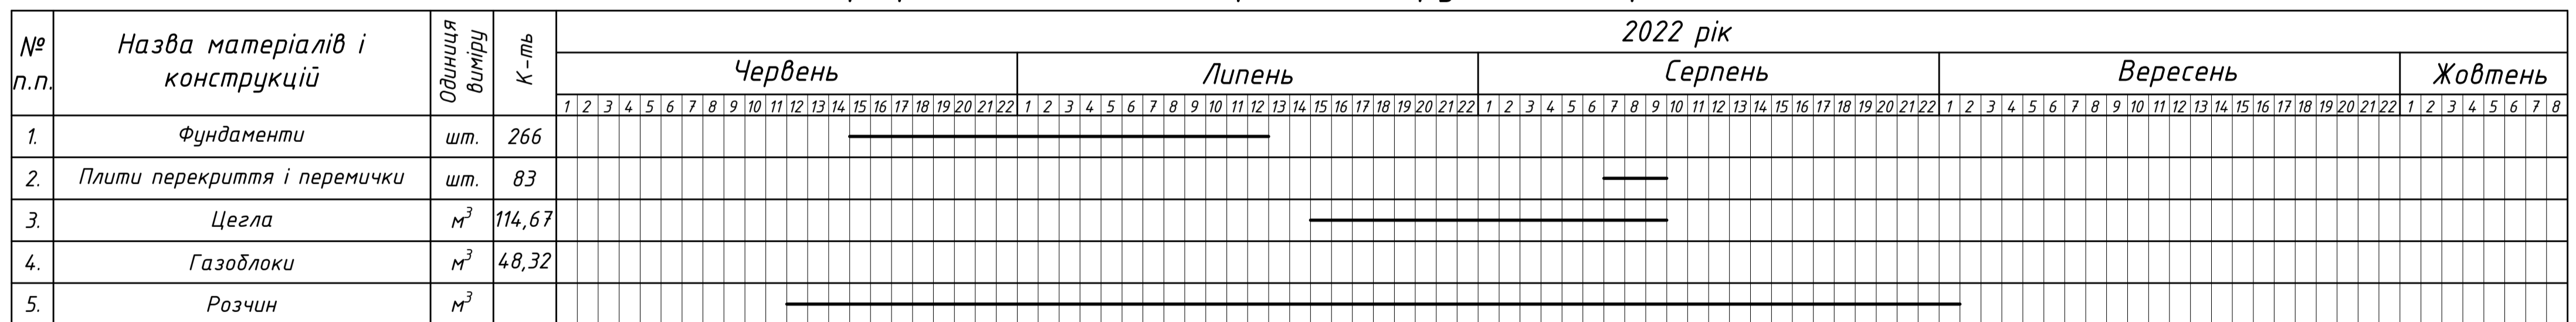 № п.п.
Назва матеріалів і
конструкцій
Одиниця
виміру
К-ть
2022 рік
Червень Липень Серпень Вересень Жовтень
1 2 3 4 5 6 7 8 9 10 11 12 13 14 15 16 17 18 19 20 21 22 1 2 3 4 5 6 7 8 9 10 11 12 13 14 15 16 17 18 19 20 21 22 1 2 3 4 5 6 7 8 9 10 11 12 13 14 15 16 17 18 19 20 21 22 1 2 3 4 5 6 7 8 9 10 11 12 13 14 15 16 17 18 19 20 21 22 1 2 3 4 5 6 7 8
1. Фундаменти шт. 266
2. Плити перекриття і перемички шт. 83
3. Цегла м³ 114,67
4. Газоблоки м³ 48,32
5. Розчин м³